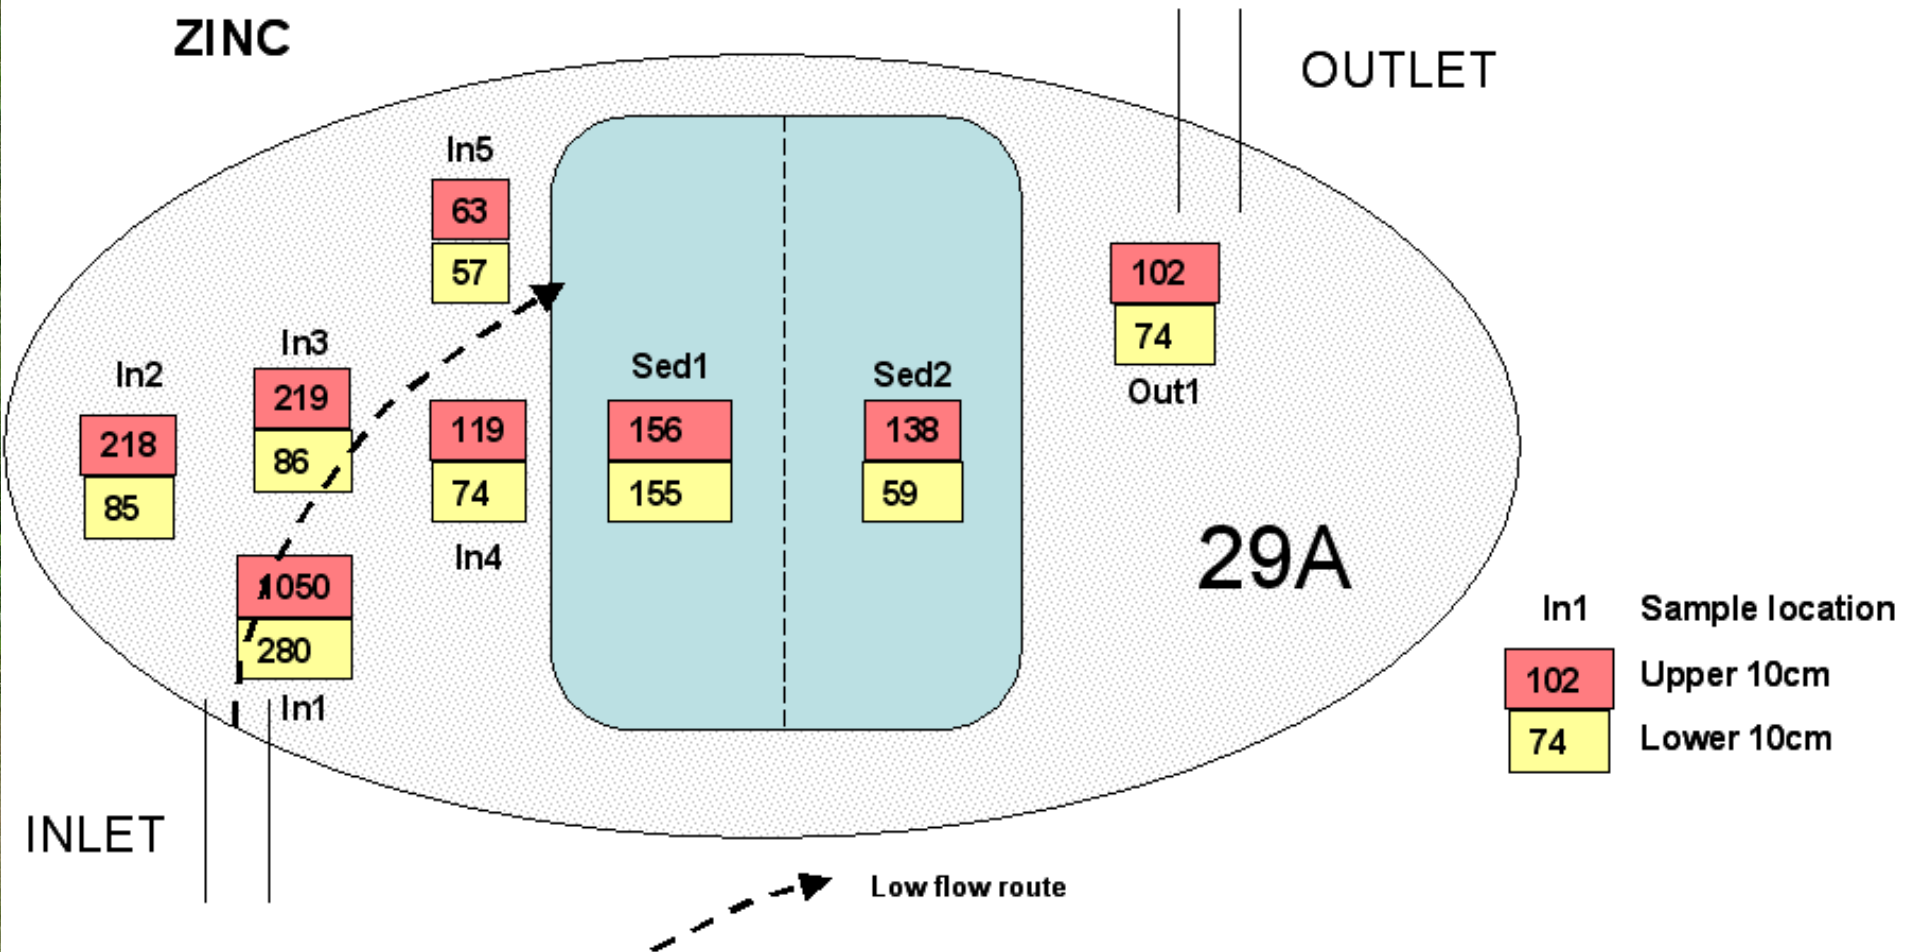 ZINC
OUTLET
In5
63
57
In3
219
86
In2
218
85
119
74
In4
Sed1
156
155
Sed2
138
59
102
74
Out1
1050
280
In1
29A
INLET
In1 Sample location
102 Upper 10cm
74 Lower 10cm
Low flow route